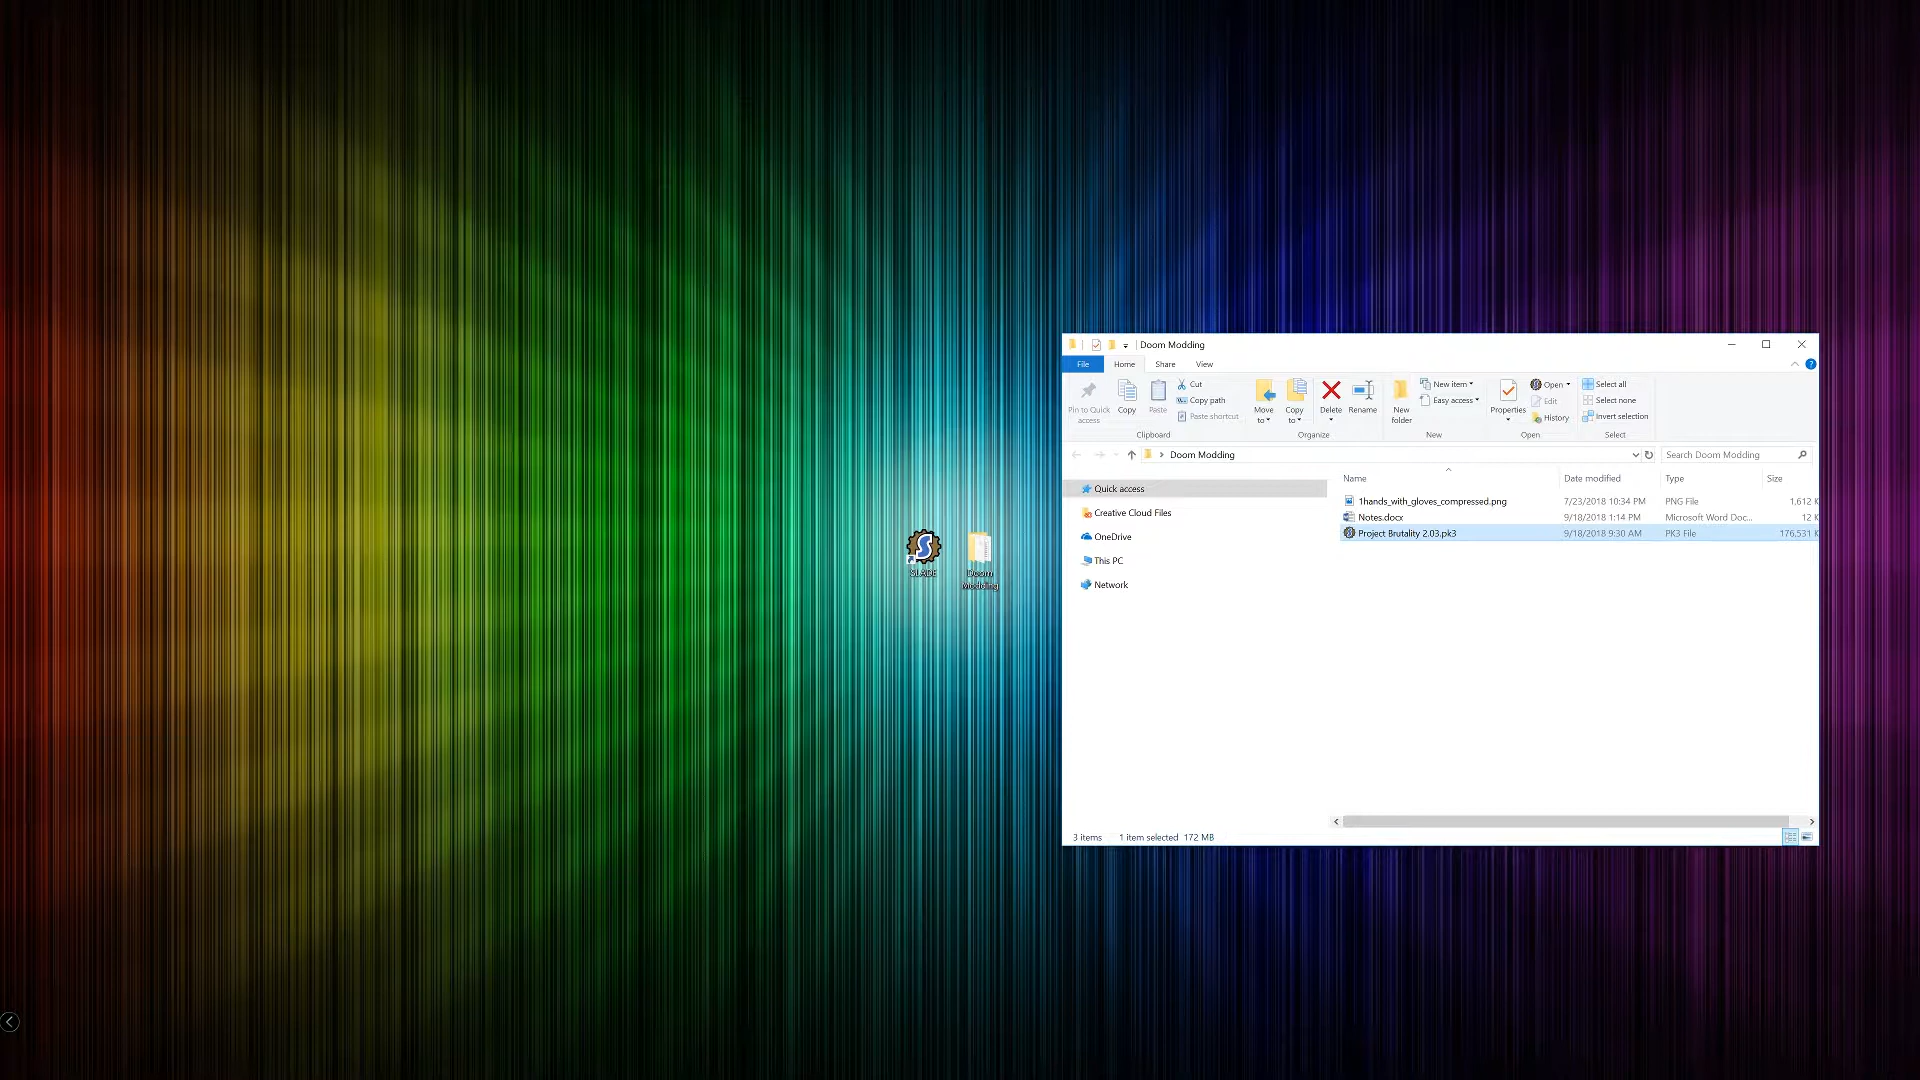 Doom Modding
File Home Share View
Pin to Quick access
Copy
Paste
Cut
Copy path
Paste shortcut
Clipboard
Move to
Copy to
Delete
Rename
Organize
New folder
New item
Easy access
New
Properties
Open
Edit
History
Open
Select all
Select none
Invert selection
Select
Doom Modding
Search Doom Modding
Quick access
Creative Cloud Files
OneDrive
This PC
Network
Name Date modified Type Size
1hands_with_gloves_compressed.png 7/23/2018 10:34 PM PNG File 1,612 K
Notes.docx 9/18/2018 1:14 PM Microsoft Word Doc... 12 K
Project Brutality 2.03.pk3 9/18/2018 9:30 AM PK3 File 176,531 K
SLADE
Doom
Modding
3 items 1 item selected 172 MB